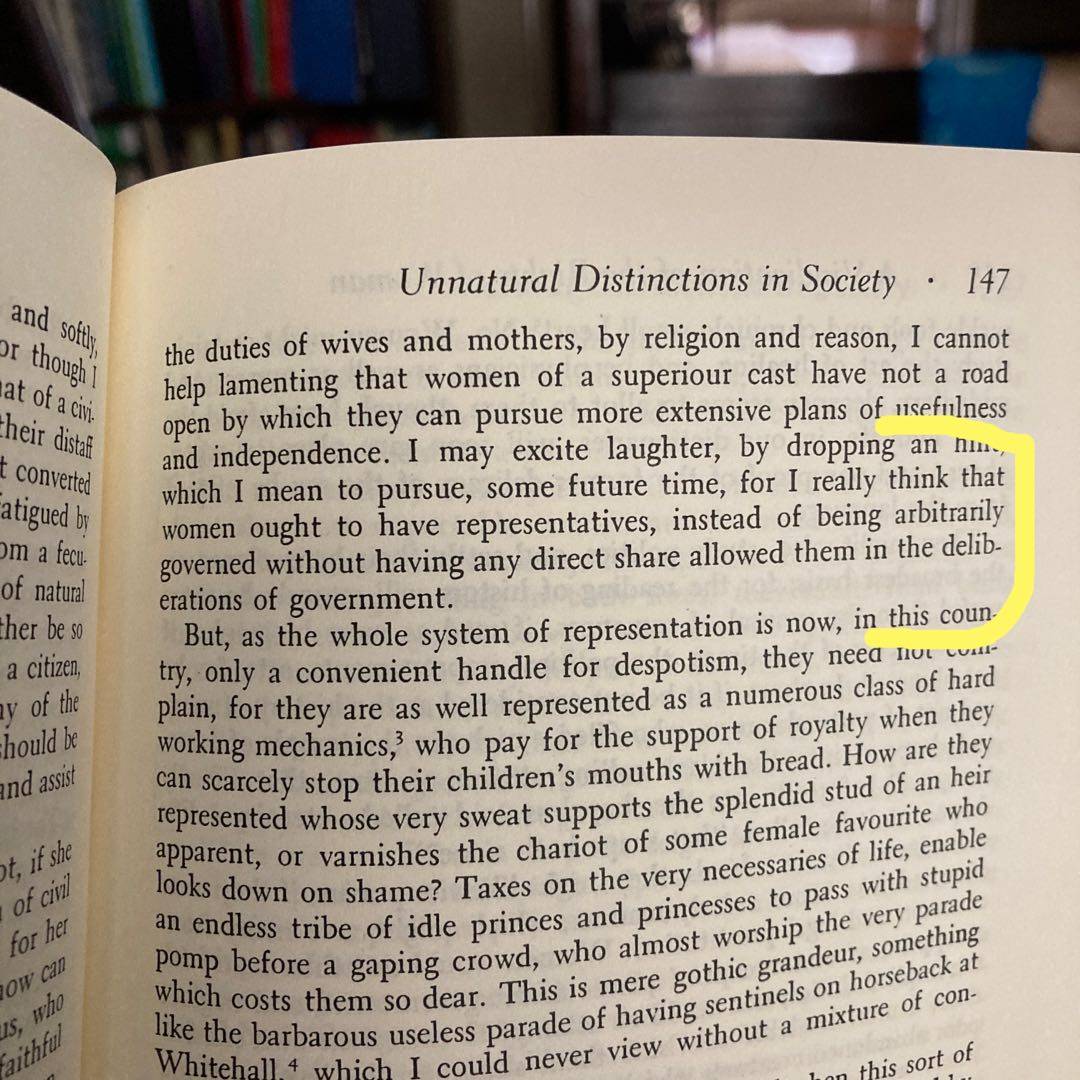 and softly,
or though I
of a civi-
their distaff
converted
fatigued by
a fecu-
of natural
be so
a citizen,
of the
should be
and assist
if she
of civil
for her
can
who
faithful
Unnatural Distinctions in Society · 147
the duties of wives and mothers, by religion and reason, I cannot
help lamenting that women of a superiour cast have not a road
open by which they can pursue more extensive plans of usefulness
and independence. I may excite laughter, by dropping an hint,
which I mean to pursue, some future time, for I really think that
women ought to have representatives, instead of being arbitrarily
governed without having any direct share allowed them in the delib-
erations of government.
But, as the whole system of representation is now, in this coun-
try, only a convenient handle for despotism, they need not com-
plain, for they are as well represented as a numerous class of hard
working mechanics,³ who pay for the support of royalty when they
can scarcely stop their children's mouths with bread. How are they
represented whose very sweat supports the splendid stud of an heir
apparent, or varnishes the chariot of some female favourite who
looks down on shame? Taxes on the very necessaries of life, enable
an endless tribe of idle princes and princesses to pass with stupid
pomp before a gaping crowd, who almost worship the very parade
which costs them so dear. This is mere gothic grandeur, something
like the barbarous useless parade of having sentinels on horseback at
Whitehall,⁴ which I could never view without a mixture of con-
this sort of